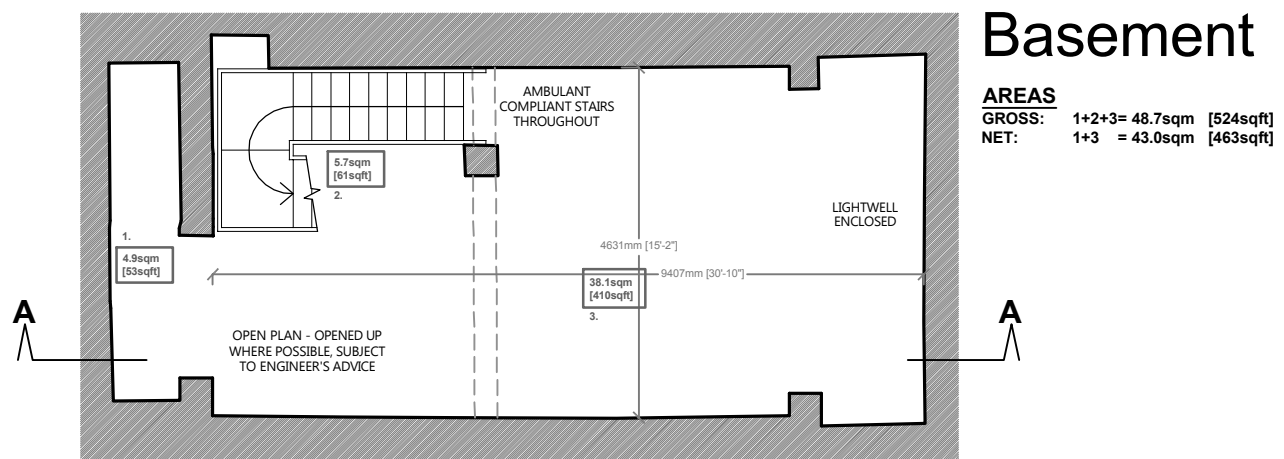 Basement
AREAS
GROSS: 1+2+3= 48.7sqm [524sqft]
NET: 1+3 = 43.0sqm [463sqft]
AMBULANT
COMPLIANT STAIRS
THROUGHOUT
5.7sqm
[61sqft]
2.
LIGHTWELL
ENCLOSED
1.
4.9sqm
[53sqft]
4631mm [15'-2"]
9407mm [30'-10"]
38.1sqm
[410sqft]
3.
A
A
OPEN PLAN - OPENED UP
WHERE POSSIBLE, SUBJECT
TO ENGINEER'S ADVICE